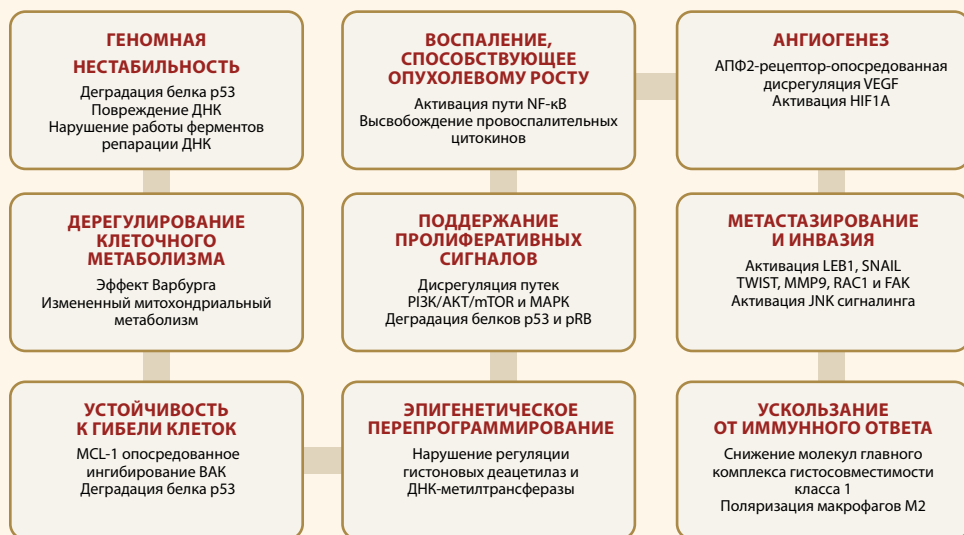 ГЕНОМНАЯ
НЕСТАБИЛЬНОСТЬ
Деградация белка p53
Повреждение ДНК
Нарушение работы ферментов
репарации ДНК
ВОСПАЛЕНИЕ,
СПОСОБСТВУЮЩЕЕ
ОПУХОЛЕВОМУ РОСТУ
Активация пути NF-κB
Высвобождение провоспалительных
цитокинов
АНГИОГЕНЕЗ
АПФ2-рецептор-опосредованная
дисрегуляция VEGF
Активация HIF1A
ДЕРЕГУЛИРОВАНИЕ
КЛЕТОЧНОГО
МЕТАБОЛИЗМА
Эффект Варбурга
Измененный митохондриальный
метаболизм
ПОДДЕРЖАНИЕ
ПРОЛИФЕРАТИВНЫХ
СИГНАЛОВ
Дисрегуляция путек
PI3K/AKT/mTOR и МАРК
Деградация белков p53 и pRB
МЕТАСТАЗИРОВАНИЕ
И ИНВАЗИЯ
Активация LEB1, SNAIL
TWIST, MMP9, RAC1 и FAK
Активация JNK сигналинга
УСТОЙЧИВОСТЬ
К ГИБЕЛИ КЛЕТОК
MCL-1 опосредованное
ингибирование BAK
Деградация белка p53
ЭПИГЕНЕТИЧЕСКОЕ
ПЕРЕПРОГРАММИРОВАНИЕ
Нарушение регуляции
гистоновых деацетилаз и
ДНК-метилтрансферазы
УСКОЛЬЗАНИЕ
ОТ ИММУННОГО ОТВЕТА
Снижение молекул главного
комплекса гистосовместимости
класса 1
Поляризация макрофагов M2